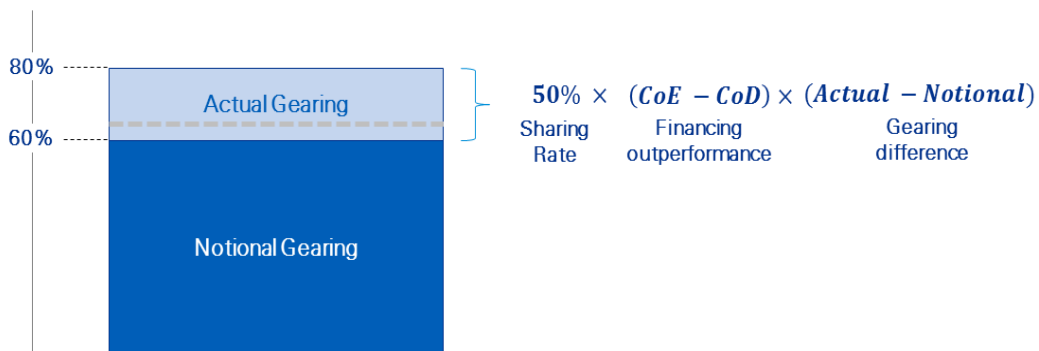 80%
Actual Gearing
60%
Notional Gearing
50% × (CoE − CoD) × (Actual − Notional)
Sharing Rate
Financing outperformance
Gearing difference